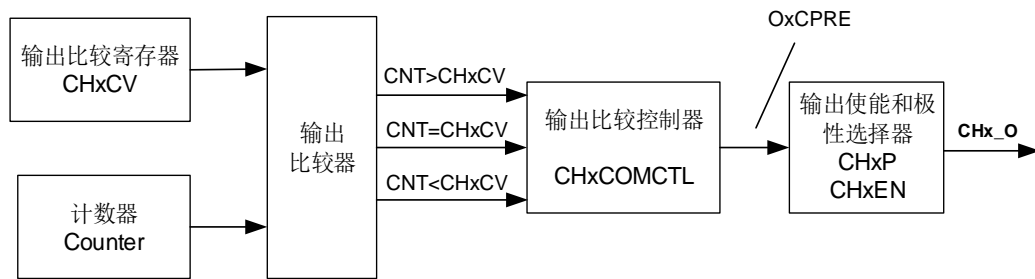 OxCPRE
输出比较寄存器
CHxCV
计数器
Counter
输出
比较器
CNT>CHxCV
CNT=CHxCV
CNT<CHxCV
输出比较控制器
CHxCOMCTL
输出使能和极
性选择器
CHxP
CHxEN
CHx_O